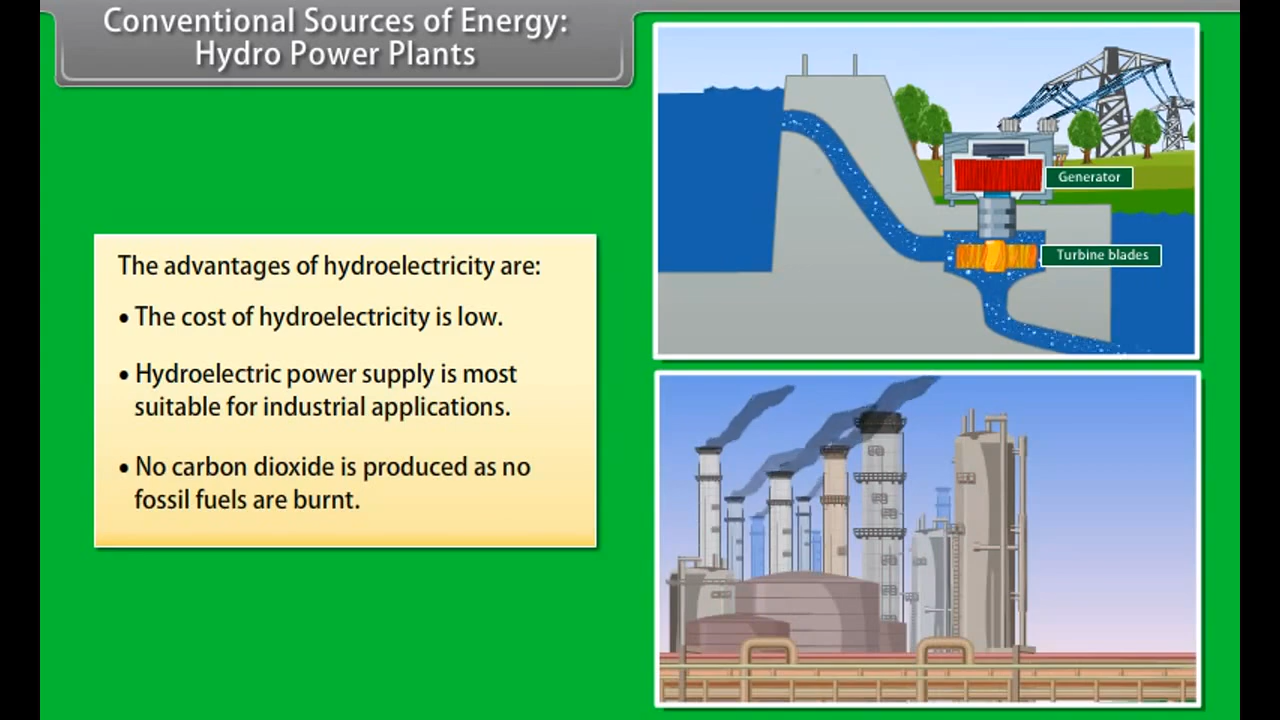 Conventional Sources of Energy:
Hydro Power Plants
The advantages of hydroelectricity are:
• The cost of hydroelectricity is low.
• Hydroelectric power supply is most
suitable for industrial applications.
• No carbon dioxide is produced as no
fossil fuels are burnt.
Generator
Turbine blades